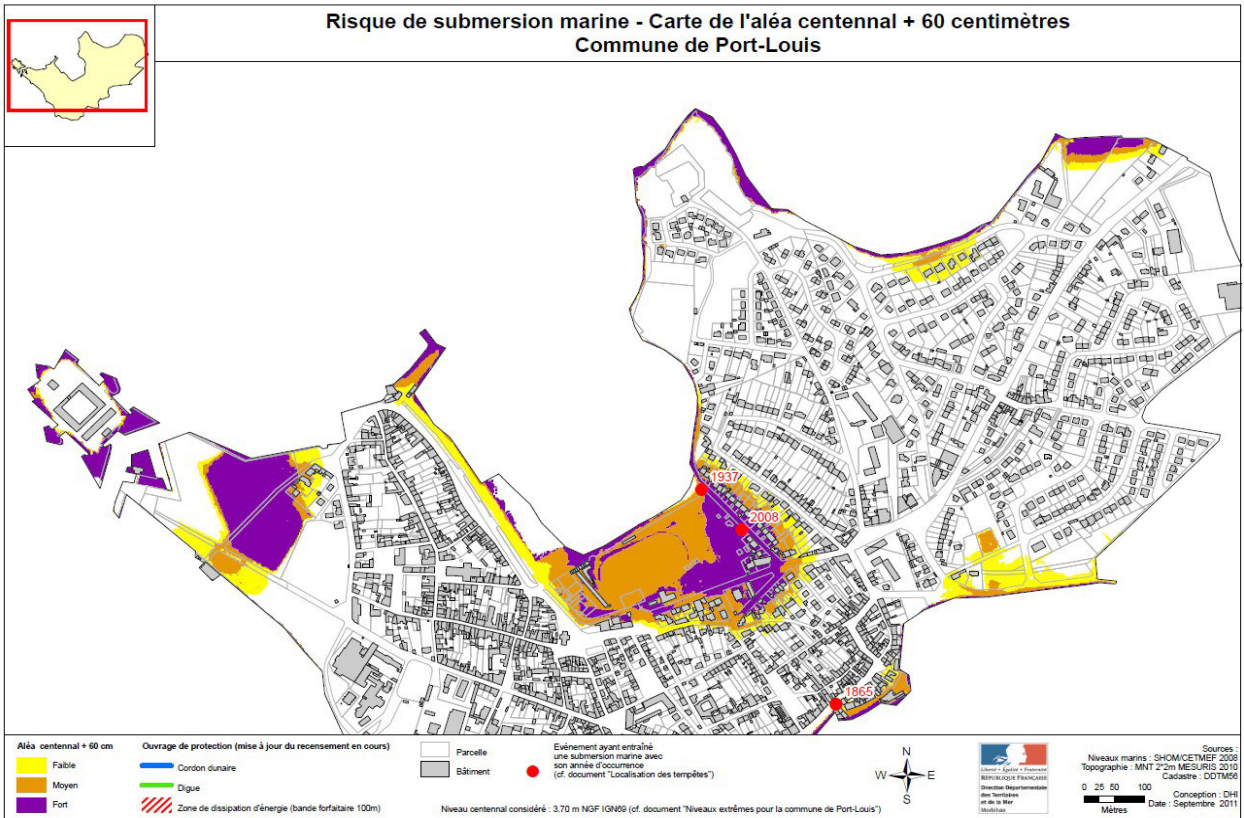 Risque de submersion marine - Carte de l'aléa centennal + 60 centimètres
Commune de Port-Louis
1937
2008
1865
Aléa centennal + 60 cm
Faible
Moyen
Fort
Ouvrage de protection (mise à jour du recensement en cours)
Cordon dunaire
Digue
Zone de dissipation d'énergie (bande forfaitaire 100m)
Parcelle
Bâtiment
Evénement ayant entraîné
une submersion marine avec
son année d'occurrence
(cf. document "Localisation des tempêtes")
Niveau centennal considéré : 3.70 m NGF IGN69 (cf. document "Niveaux extrêmes pour la commune de Port-Louis")
N
W E
S
Liberté • Égalité • Fraternité
RÉPUBLIQUE FRANÇAISE
Direction Départementale
des Territoires
et de la Mer
Morbihan
Sources :
Niveaux marins : SHOM/CETMEF 2008
Topographie : MNT 2*2m MESURIS 2010
Cadastre : DDTM56
0 25 50 100
Mètres
Conception : DHI
Date : Septembre 2011